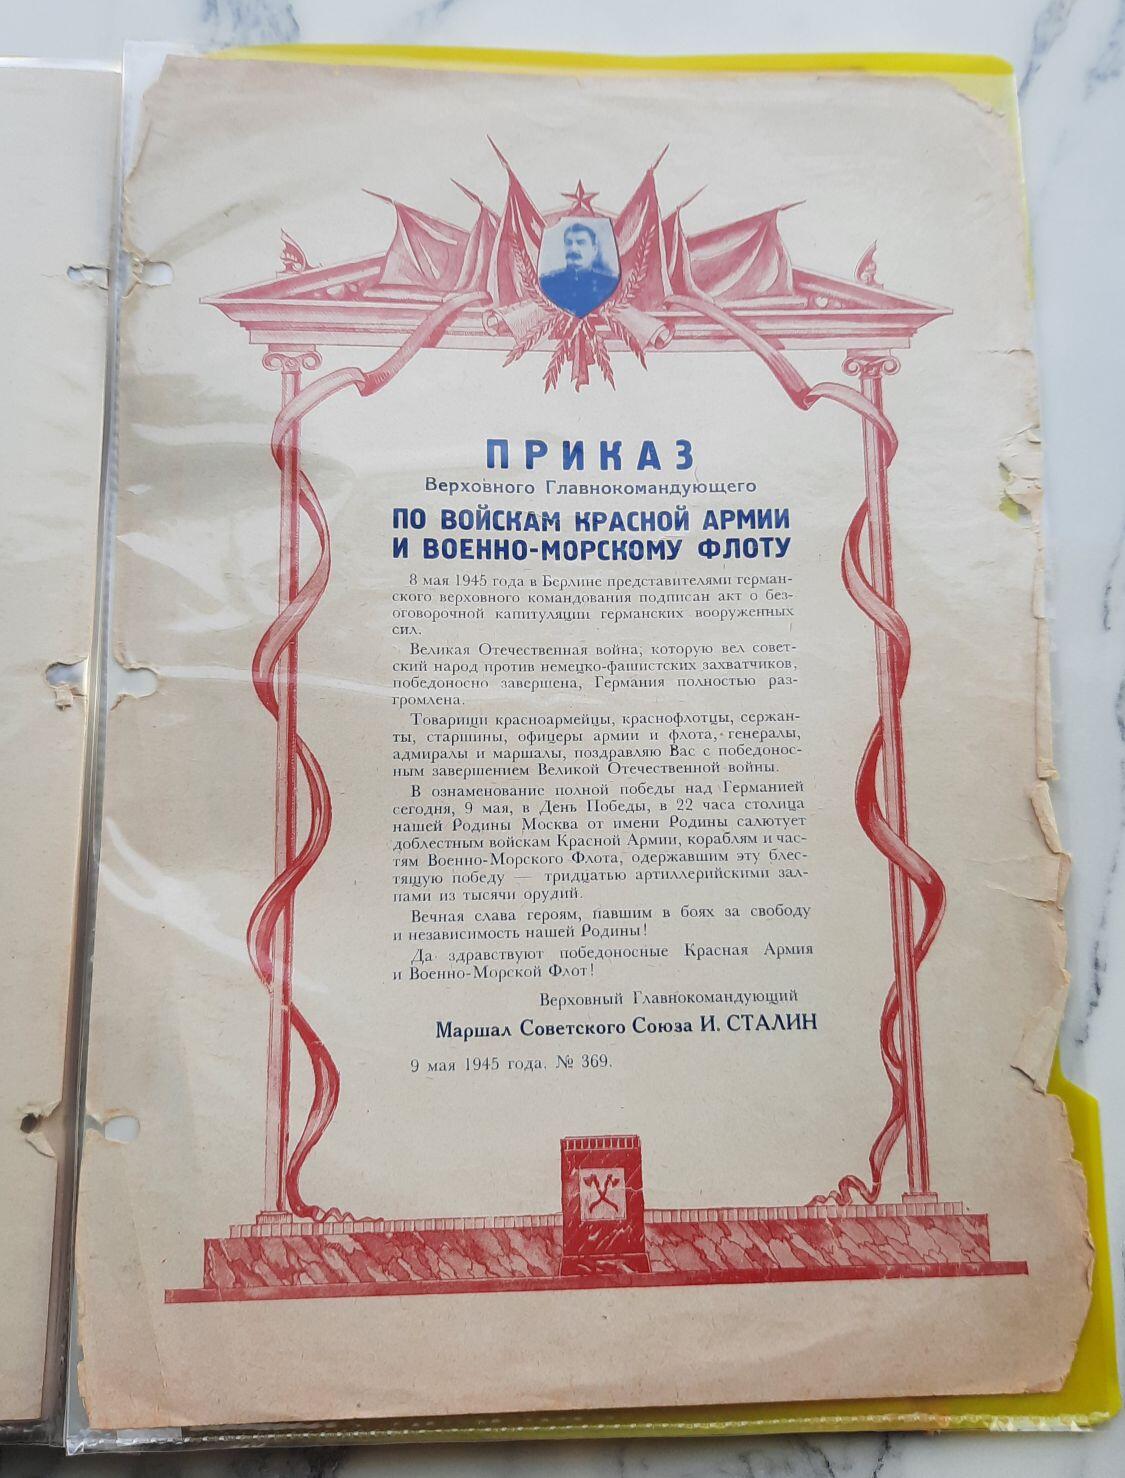 ПРИКАЗ
Верховного Главнокомандующего
ПО ВОЙСКАМ КРАСНОЙ АРМИИ
И ВОЕННО-МОРСКОМУ ФЛОТУ
8 мая 1945 года в Берлине представителями герман-
ского верховного командования подписан акт о без-
оговорочной капитуляции германских вооруженных
сил.
Великая Отечественная война, которую вел совет-
ский народ против немецко-фашистских захватчиков,
победоносно завершена, Германия полностью раз-
громлена.
Товарищи красноармейцы, краснофлотцы, сержан-
ты, старшины, офицеры армии и флота, генералы,
адмиралы и маршалы, поздравляю Вас с победонос-
ным завершением Великой Отечественной войны.
В ознаменование полной победы над Германией
сегодня, 9 мая, в День Победы, в 22 часа столица
нашей Родины Москва от имени Родины салютует
доблестным войскам Красной Армии, кораблям и час-
тям Военно-Морского Флота, одержавшим эту блес-
тящую победу — тридцатью артиллерийскими зал-
пами из тысячи орудий.
Вечная слава героям, павшим в боях за свободу
и независимость нашей Родины!
Да здравствуют победоносные Красная Армия
и Военно-Морской Флот!
Верховный Главнокомандующий
Маршал Советского Союза И. СТАЛИН
9 мая 1945 года. № 369.